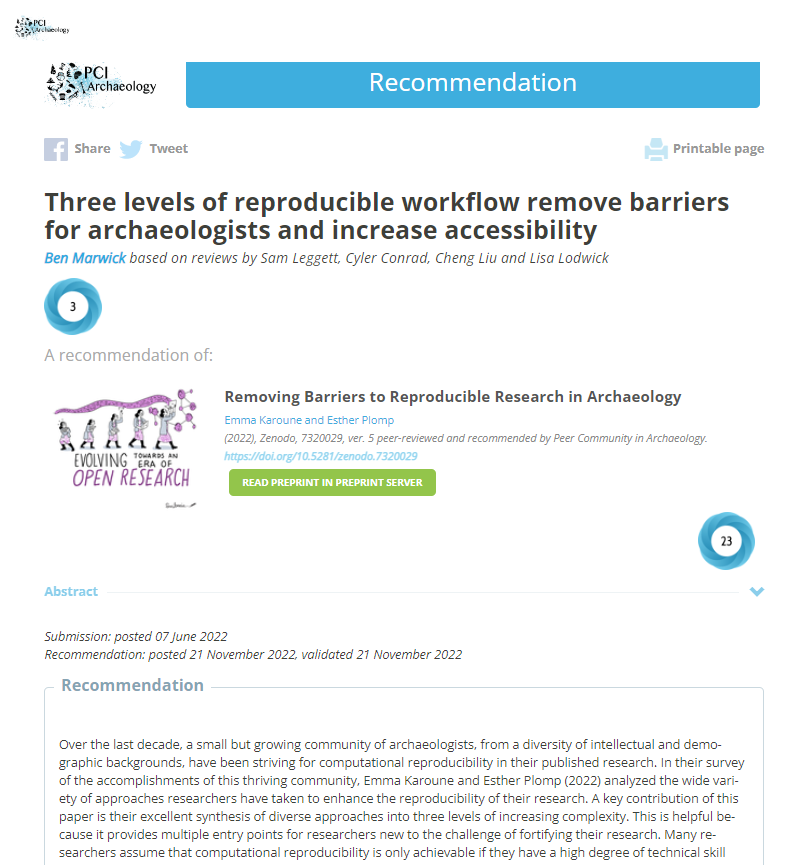 PCI
Archaeology
PCI
Archaeology
Recommendation
Share
Tweet
Printable page
Three levels of reproducible workflow remove barriers
for archaeologists and increase accessibility
Ben Marwick based on reviews by Sam Leggett, Cyler Conrad, Cheng Liu and Lisa Lodwick
3
A recommendation of:
EVOLVING TOWARDS AN
ERA OF
OPEN RESEARCH
Removing Barriers to Reproducible Research in Archaeology
Emma Karoune and Esther Plomp
(2022), Zenodo, 7320029, ver. 5 peer-reviewed and recommended by Peer Community in Archaeology.
https://doi.org/10.5281/zenodo.7320029
READ PREPRINT IN PREPRINT SERVER
23
Abstract
Submission: posted 07 June 2022
Recommendation: posted 21 November 2022, validated 21 November 2022
Recommendation
Over the last decade, a small but growing community of archaeologists, from a diversity of intellectual and demo-
graphic backgrounds, have been striving for computational reproducibility in their published research. In their survey
of the accomplishments of this thriving community, Emma Karoune and Esther Plomp (2022) analyzed the wide vari-
ety of approaches researchers have taken to enhance the reproducibility of their research. A key contribution of this
paper is their excellent synthesis of diverse approaches into three levels of increasing complexity. This is helpful be-
cause it provides multiple entry points for researchers new to the challenge of fortifying their research. Many re-
searchers assume that computational reproducibility is only achievable if they have a high degree of technical skill